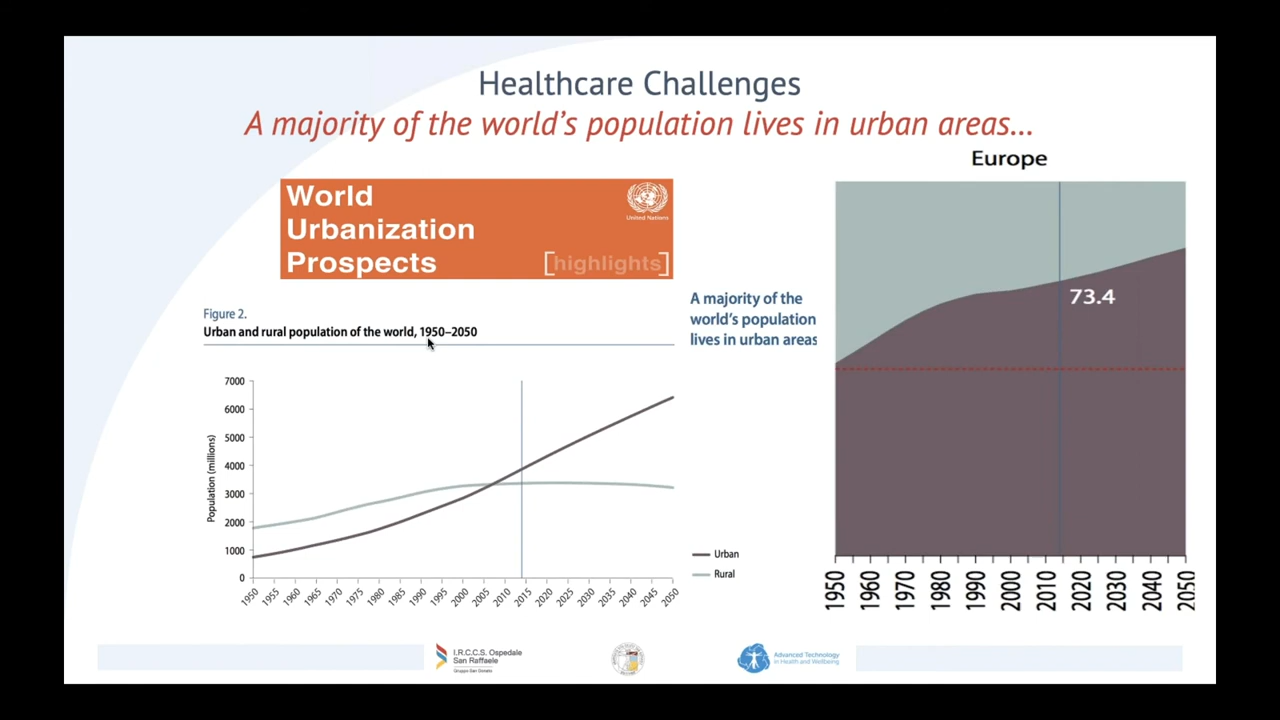 Healthcare Challenges
A majority of the world's population lives in urban areas...
World
Urbanization
Prospects
United Nations
[highlights]
Figure 2.
Urban and rural population of the world, 1950–2050
A majority of the
world's population
lives in urban areas
Population (millions)
7000
6000
5000
4000
3000
2000
1000
0
1950 1955 1960 1965 1970 1975 1980 1985 1990 1995 2000 2005 2010 2015 2020 2025 2030 2035 2040 2045 2050
Urban
Rural
Europe
73.4
1950 1960 1970 1980 1990 2000 2010 2020 2030 2040 2050
I.R.C.C.S. Ospedale
San Raffaele
Gruppo San Donato
Advanced Technology
in Health and Wellbeing